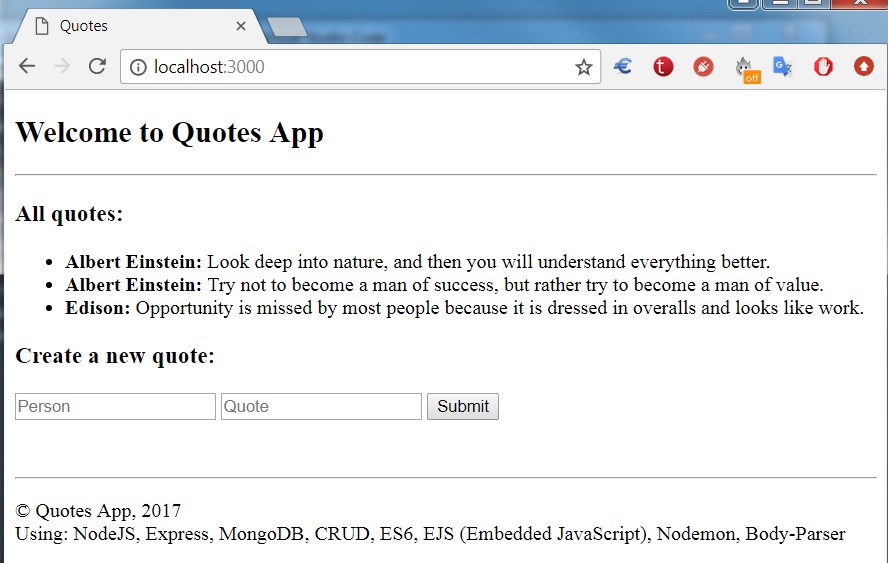 Quotes
localhost:3000
off
Welcome to Quotes App
All quotes:
Albert Einstein: Look deep into nature, and then you will understand everything better.
Albert Einstein: Try not to become a man of success, but rather try to become a man of value.
Edison: Opportunity is missed by most people because it is dressed in overalls and looks like work.
Create a new quote:
Person Quote Submit
© Quotes App, 2017
Using: NodeJS, Express, MongoDB, CRUD, ES6, EJS (Embedded JavaScript), Nodemon, Body-Parser